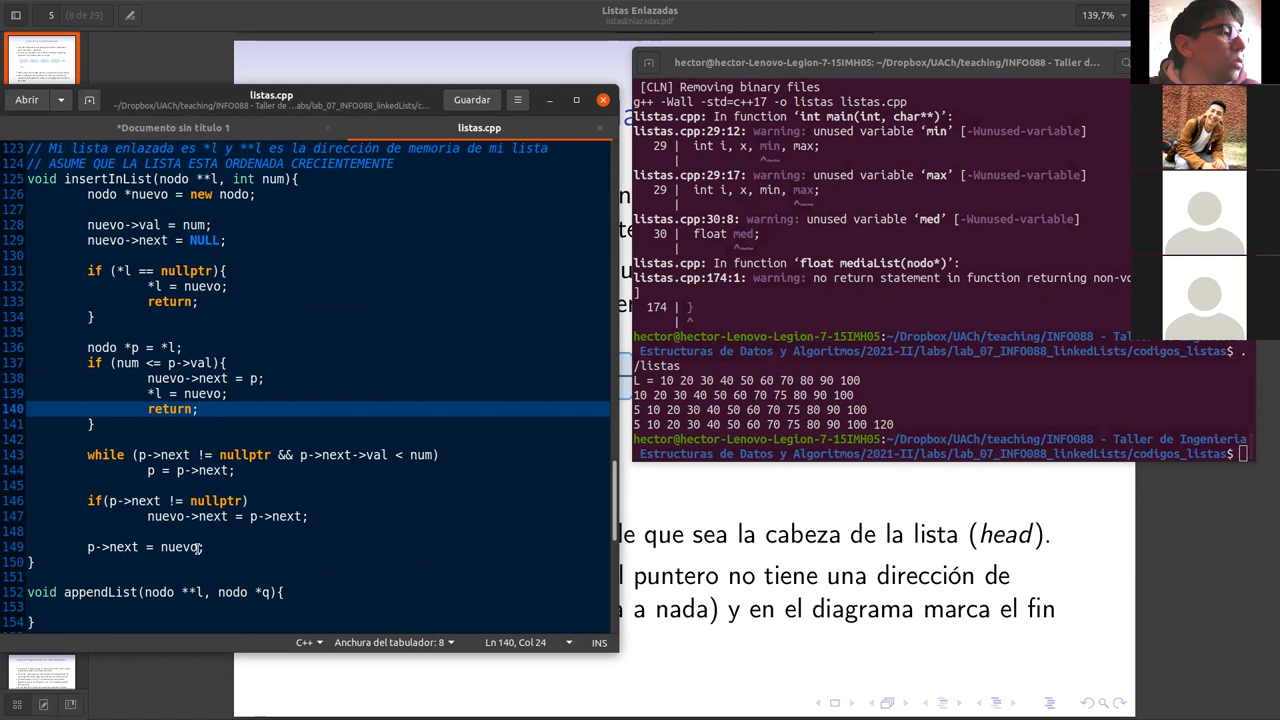 5
(8 de 29)
Listas Enlazadas
listasEnlazadas.pdf
139,7%
Abrir
listas.cpp
~/Dropbox/UACh/teaching/INFO088 - Taller de …abs/lab_07_INFO088_linkedLists/c…
Guardar
*Documento sin título 1
listas.cpp
123 // Mi lista enlazada es *l y **l es la dirección de memoria de mi lista
124 // ASUME QUE LA LISTA ESTA ORDENADA CRECIENTEMENTE
125 void insertInList(nodo **l, int num){
126 nodo *nuevo = new nodo;
127
128 nuevo->val = num;
129 nuevo->next = NULL;
130
131 if (*l == nullptr){
132 *l = nuevo;
133 return;
134 }
135
136 nodo *p = *l;
137 if (num <= p->val){
138 nuevo->next = p;
139 *l = nuevo;
140 return;
141 }
142
143 while (p->next != nullptr && p->next->val < num)
144 p = p->next;
145
146 if(p->next != nullptr)
147 nuevo->next = p->next;
148
149 p->next = nuevo;
150 }
151
152 void appendList(nodo **l, nodo *q){
153
154 }
C++
Anchura del tabulador: 8
Ln 140, Col 24
INS
hector@hector-Lenovo-Legion-7-15IMH05: ~/Dropbox/UACh/teaching/INFO088 - Taller d…
[CLN] Removing binary files
g++ -Wall -std=c++17 -o listas listas.cpp
listas.cpp: In function ‘int main(int, char**)’:
listas.cpp:29:12: warning: unused variable ‘min’ [-Wunused-variable]
29 | int i, x, min, max;
| ^~~
listas.cpp:29:17: warning: unused variable ‘max’ [-Wunused-variable]
29 | int i, x, min, max;
| ^~~
listas.cpp:30:8: warning: unused variable ‘med’ [-Wunused-variable]
30 | float med;
| ^~~
listas.cpp: In function ‘float mediaList(nodo*)’:
listas.cpp:174:1: warning: no return statement in function returning non-vo
]
174 | }
| ^
hector@hector-Lenovo-Legion-7-15IMH05:~/Dropbox/UACh/teaching/INFO088 - Taller de Ingenieria
Estructuras de Datos y Algoritmos/2021-II/labs/lab_07_INFO088_linkedLists/codigos_listas$ .
/listas
L = 10 20 30 40 50 60 70 80 90 100
10 20 30 40 50 60 70 75 80 90 100
5 10 20 30 40 50 60 70 75 80 90 100
5 10 20 30 40 50 60 70 75 80 90 100 120
hector@hector-Lenovo-Legion-7-15IMH05:~/Dropbox/UACh/teaching/INFO088 - Taller de Ingenieria
Estructuras de Datos y Algoritmos/2021-II/labs/lab_07_INFO088_linkedLists/codigos_listas$
de que sea la cabeza de la lista (head).
l puntero no tiene una dirección de
a a nada) y en el diagrama marca el fin